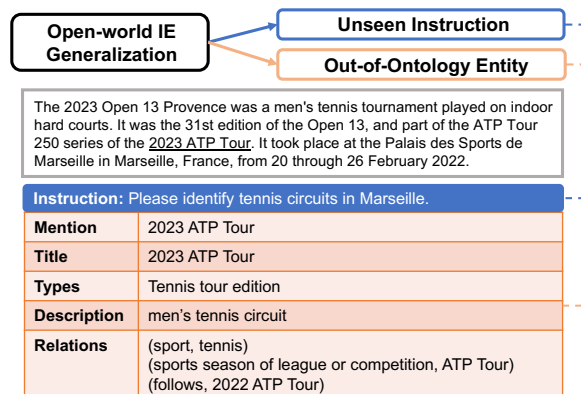 Open-world IE
Generalization
Unseen Instruction
Out-of-Ontology Entity
The 2023 Open 13 Provence was a men's tennis tournament played on indoor
hard courts. It was the 31st edition of the Open 13, and part of the ATP Tour
250 series of the 2023 ATP Tour. It took place at the Palais des Sports de
Marseille in Marseille, France, from 20 through 26 February 2022.
Instruction: Please identify tennis circuits in Marseille.
Mention 2023 ATP Tour
Title 2023 ATP Tour
Types Tennis tour edition
Description men's tennis circuit
Relations (sport, tennis)
(sports season of league or competition, ATP Tour)
(follows, 2022 ATP Tour)